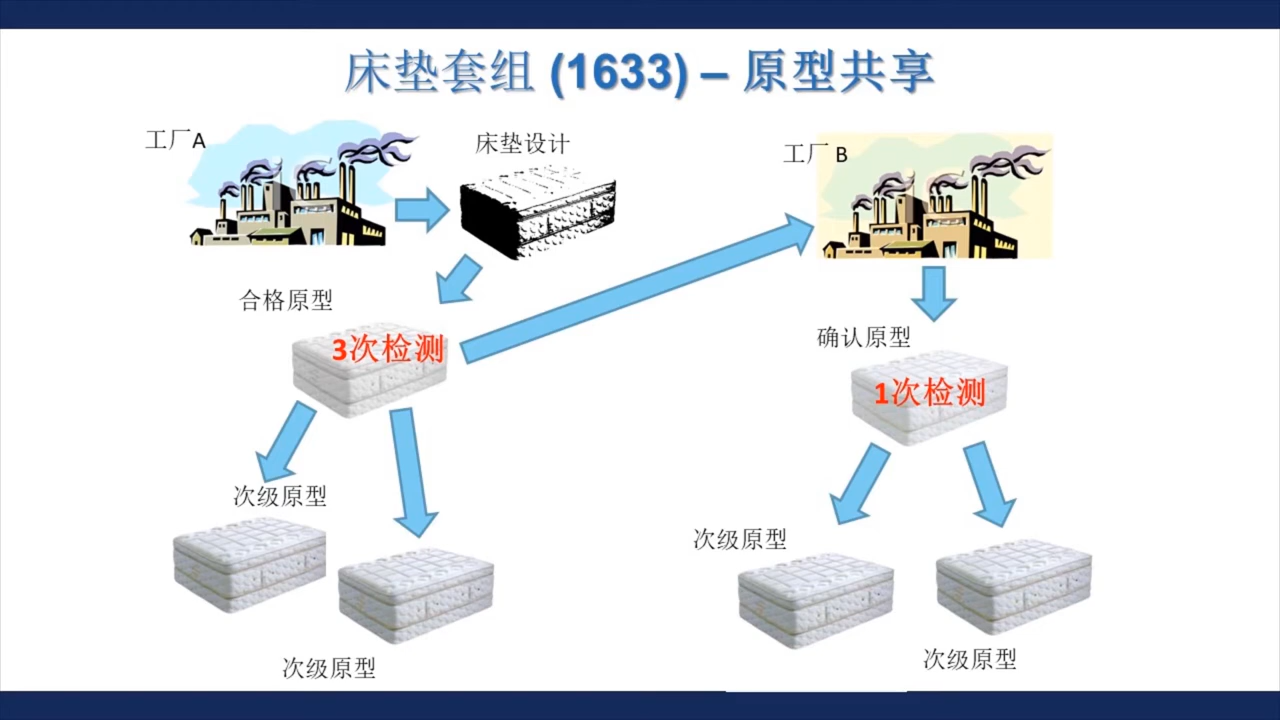 床垫套组 (1633) – 原型共享
工厂A
床垫设计
工厂 B
合格原型
3次检测
确认原型
1次检测
次级原型
次级原型
次级原型
次级原型